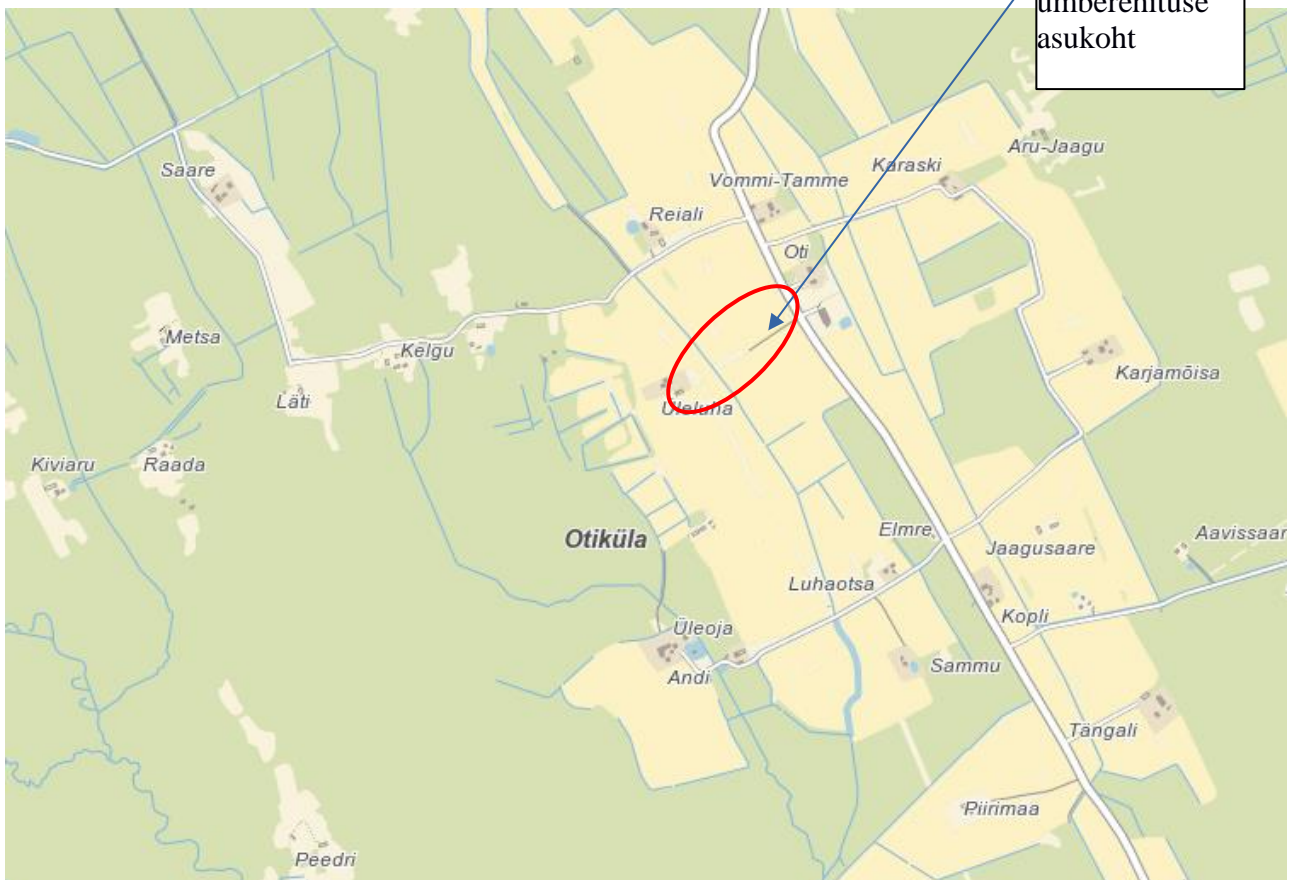 ümberehituse
asukoht
Aru-Jaagu
Karaski
Saare
Vommi-Tamme
Reiali
Oti
Metsa
Kelgu
Karjamõisa
Läti
Üleluha
Kiviaru
Raada
Otiküla
Elmre
Jaagusaare
Aavissaar
Luhaotsa
Kopli
Üleoja
Andi
Sammu
Tängali
Piirimaa
Peedri